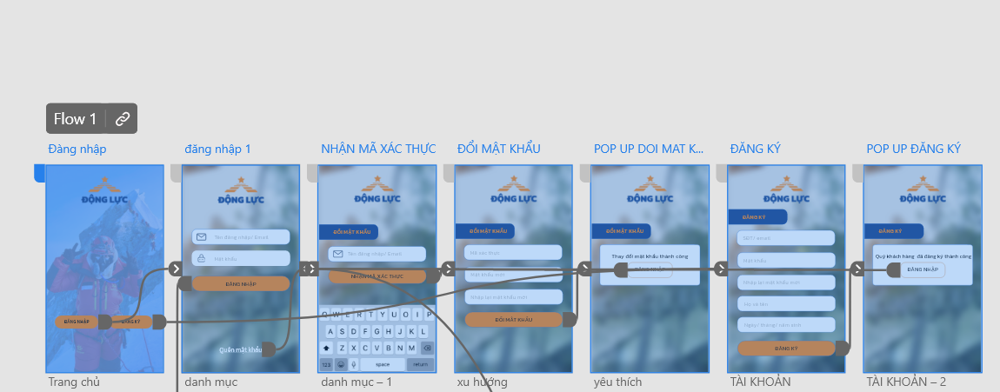 Flow 1
Đàng nhập
đăng nhập 1
NHẬN MÃ XÁC THỰC
ĐỔI MẬT KHẨU
POP UP DOI MAT K...
ĐĂNG KÝ
POP UP ĐĂNG KÝ
ĐỘNG LỰC
ĐĂNG NHẬP
ĐĂNG KÝ
Trang chủ
ĐỘNG LỰC
Tên đăng nhập/ Email
Mật khẩu
ĐĂNG NHẬP
Quên mật khẩu
danh mục
ĐỘNG LỰC
ĐỔI MẬT KHẨU
Tên đăng nhập/ Email
NHẬN MÃ XÁC THỰC
Q W E R T Y U O I P
A S D F G H J K L
Z X C V B N M
123 space return
danh mục – 1
ĐỘNG LỰC
ĐỔI MẬT KHẨU
Mã xác thực
Mật khẩu mới
Nhập lại mật khẩu mới
ĐỔI MẬT KHẨU
xu hướng
ĐỘNG LỰC
ĐỔI MẬT KHẨU
Thay đổi mật khẩu thành công
ĐĂNG NHẬP
yêu thích
ĐỘNG LỰC
ĐĂNG KÝ
SĐT/ email
Mật khẩu
Nhập lại mật khẩu mới
Họ và tên
Ngày/ tháng/ năm sinh
ĐĂNG KÝ
TÀI KHOẢN
ĐỘNG LỰC
ĐĂNG KÝ
Quý khách hàng đã đăng ký thành công
ĐĂNG NHẬP
TÀI KHOẢN – 2